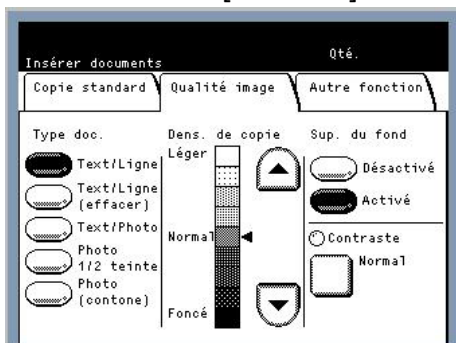 Qté.
Insérer documents
Copie standard
Qualité image
Autre fonction
Type doc.
Text/Ligne
Text/Ligne
(effacer)
Text/Photo
Photo
1/2 teinte
Photo
(contone)
Dens. de copie
Léger
Normal
Foncé
Sup. du fond
Désactivé
Activé
Contraste
Normal